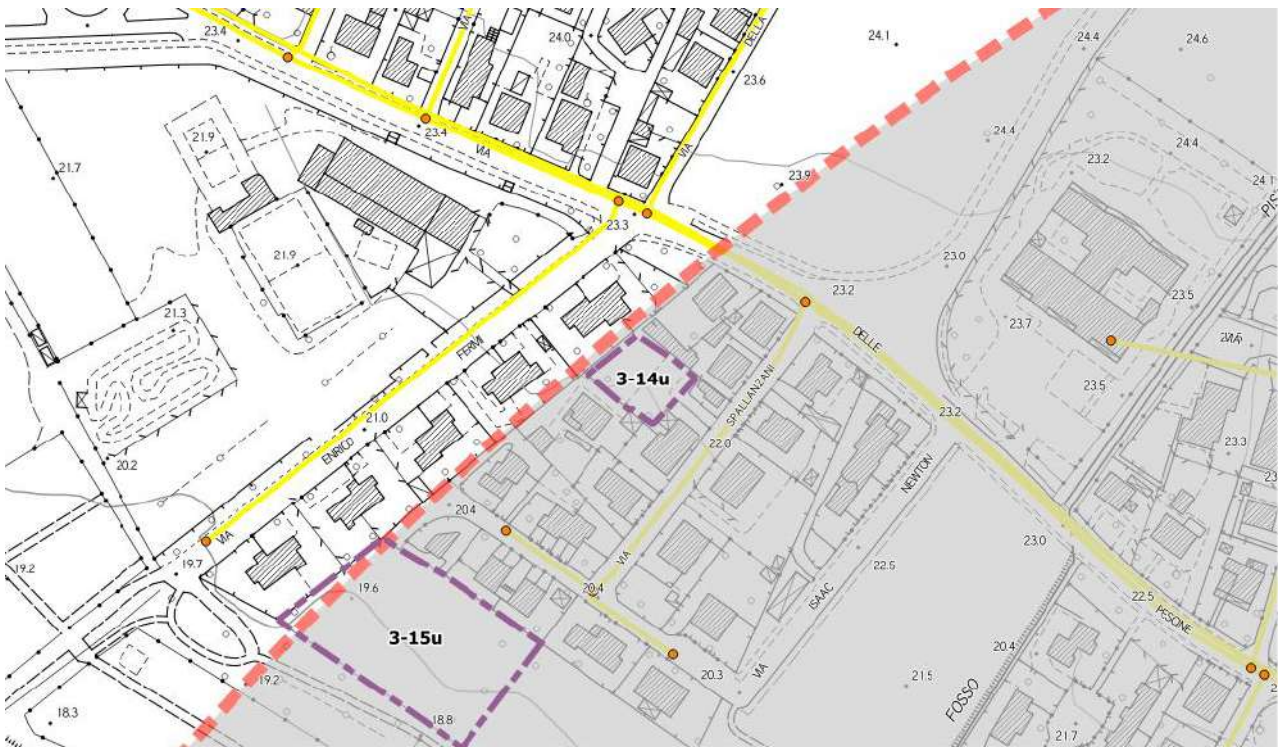 23.4
VIA
24.0
DELLA
24.1
24.4
24.6
23.6
23.4
VIA
VIA
24.4
24.4
23.2
24.1
21.9
21.7
23.9
23.3
21.9
23.0
23.2
23.5
23.7
21.3
DELLE
FERMI
3-14u
VIA
23.5
SPALLANZANI
21.0
23.2
22.0
23.3
ENRICO
20.2
NEWTON
20.4
VIA
23.0
19.7
19.2
22.5
19.6
20.4
VIA
ISAAC
22.5
PESONE
3-15u
20.4
20.3
VIA
19.2
21.5
FOSSO
18.3
18.8
21.7